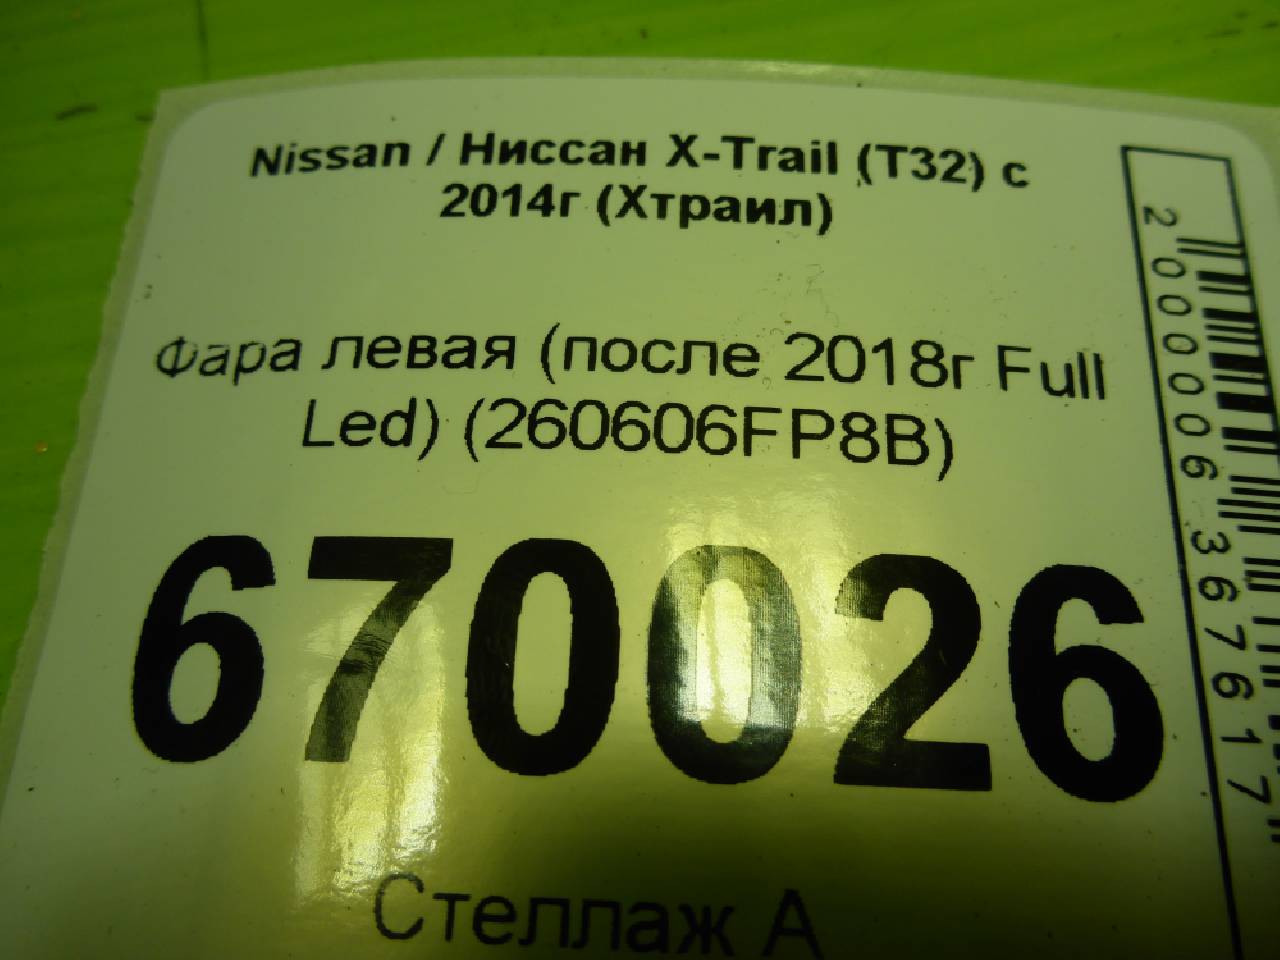 Nissan / Ниссан X-Trail (T32) с
2014г (Хтраил)
Фара левая (после 2018г Full
Led) (260606FP8B)
670026
Стеллаж А
2000006367617